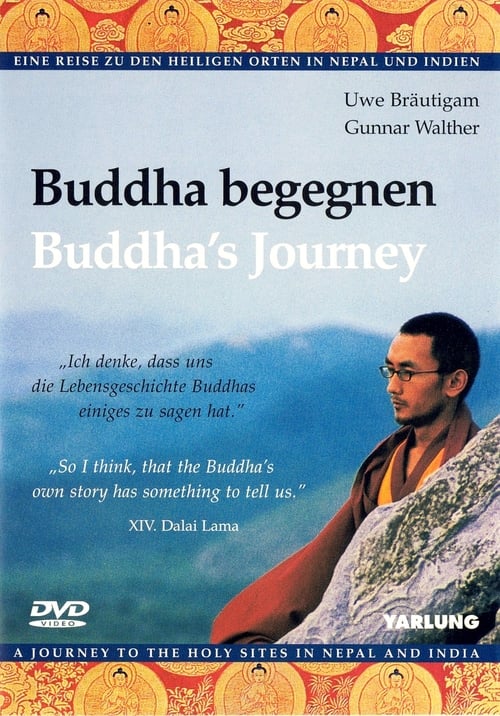 EINE REISE ZU DEN HEILIGEN ORTEN IN NEPAL UND INDIEN
Uwe Bräutigam
Gunnar Walther
Buddha begegnen
Buddha's Journey
„Ich denke, dass uns
die Lebensgeschichte Buddhas
einiges zu sagen hat.”
„So I think, that the Buddha's
own story has something to tell us.”
XIV. Dalai Lama
DVD
VIDEO
YARLUNG
A JOURNEY TO THE HOLY SITES IN NEPAL AND INDIA